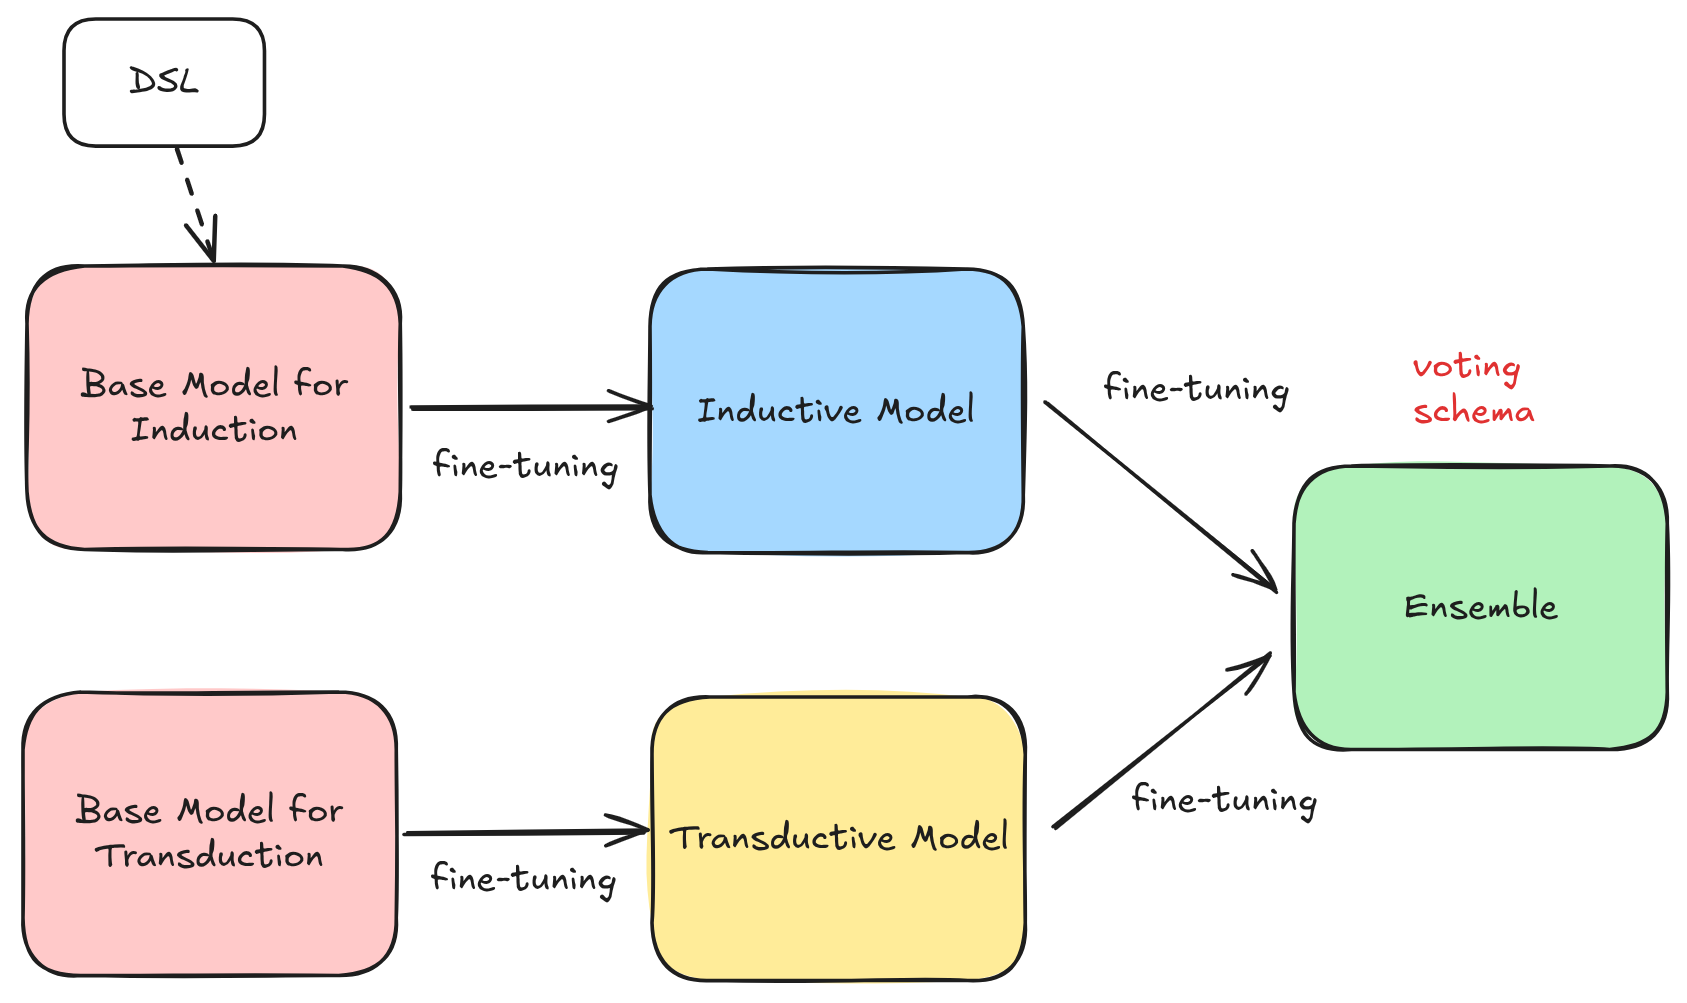 DSL
Base Model for
Induction
fine-tuning
Inductive Model
fine-tuning
voting
schema
Ensemble
Base Model for
Transduction
fine-tuning
Transductive Model
fine-tuning